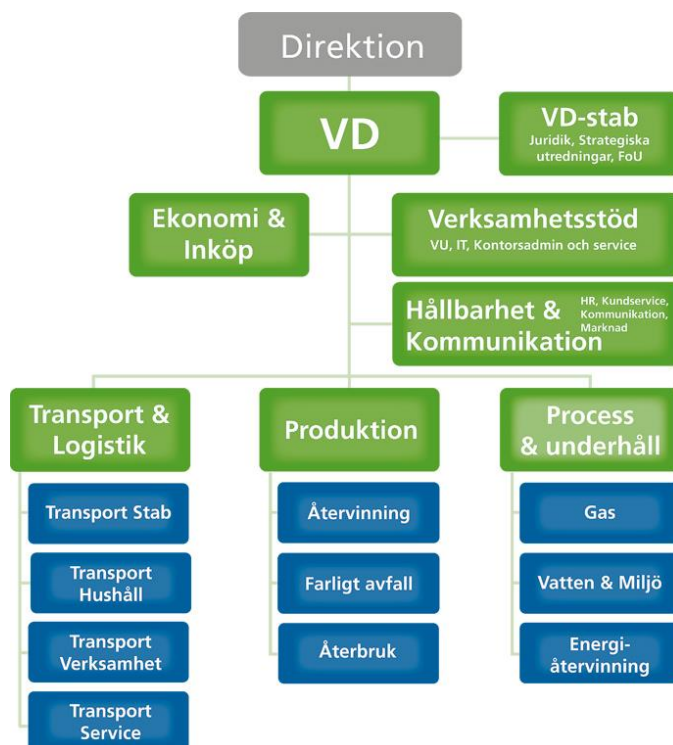 Direktion
VD
VD-stab
Juridik, Strategiska
utredningar, FoU
Ekonomi &
Inköp
Verksamhetsstöd
VU, IT, Kontorsadmin och service
Hållbarhet &
Kommunikation
HR, Kundservice,
Kommunikation,
Marknad
Transport &
Logistik
Transport Stab
Transport
Hushåll
Transport
Verksamhet
Transport
Service
Produktion
Återvinning
Farligt avfall
Återbruk
Process
& underhåll
Gas
Vatten & Miljö
Energi-
återvinning